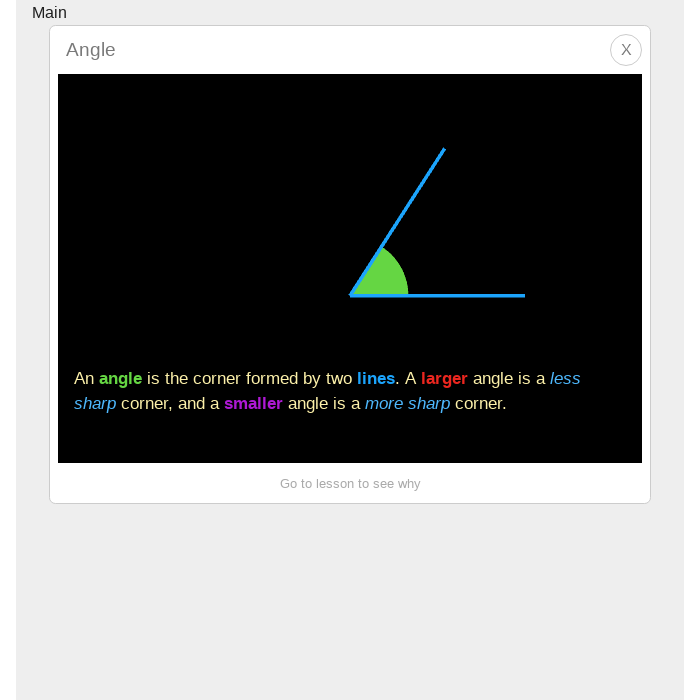 Main
Angle
X
An angle is the corner formed by two lines. A larger angle is a less
sharp corner, and a smaller angle is a more sharp corner.
Go to lesson to see why